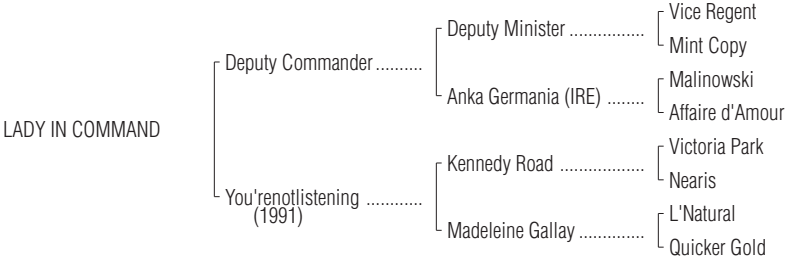 Vice Regent
Deputy Minister ................
Mint Copy
Deputy Commander..........
Malinowski
Anka Germania (IRE) ........
Affaire d'Amour
LADY IN COMMAND
Victoria Park
Kennedy Road ..................
Nearis
You'renotlistening ............
(1991)
L'Natural
Madeleine Gallay ..............
Quicker Gold